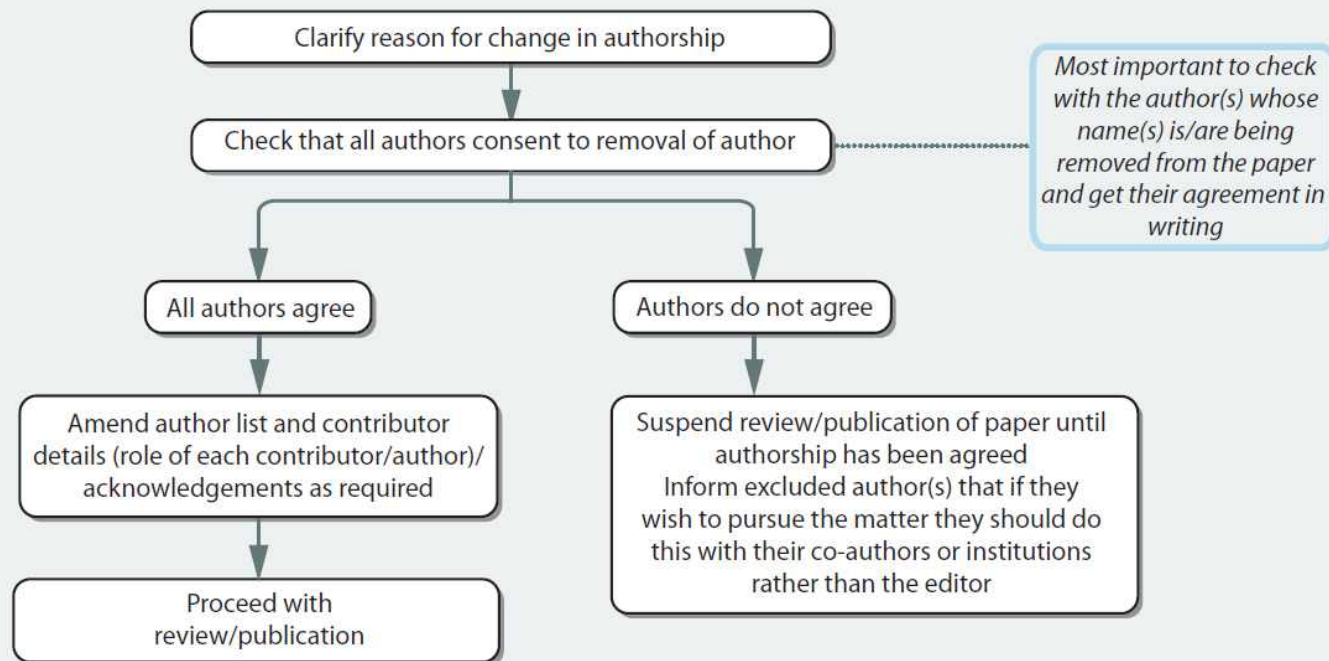 Clarify reason for change in authorship
Check that all authors consent to removal of author
Most important to check
with the author(s) whose
name(s) is/are being
removed from the paper
and get their agreement in
writing
All authors agree
Authors do not agree
Amend author list and contributor
details (role of each contributor/author)/
acknowledgements as required
Suspend review/publication of paper until
authorship has been agreed
Inform excluded author(s) that if they
wish to pursue the matter they should do
this with their co-authors or institutions
rather than the editor
Proceed with
review/publication